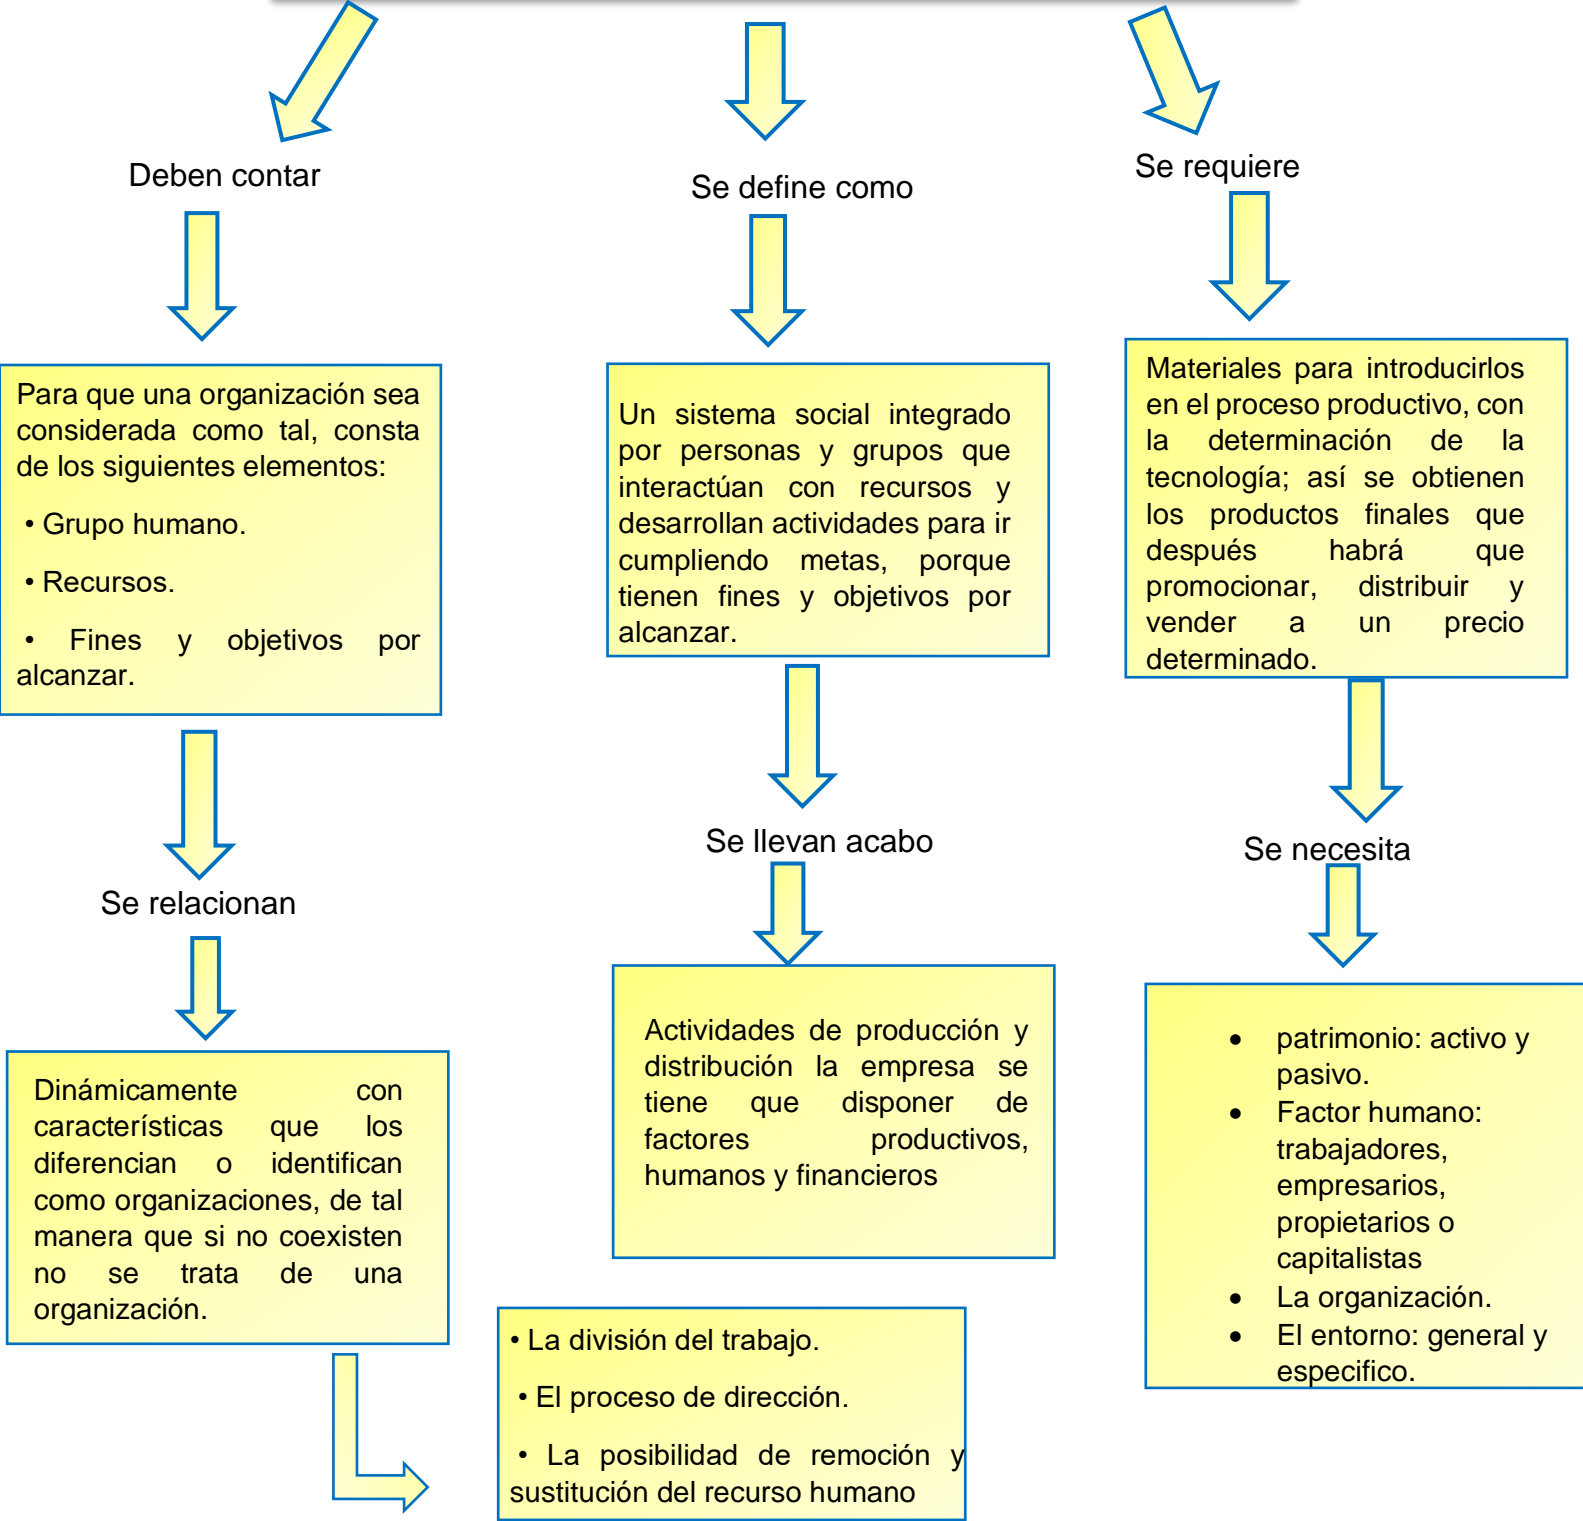 Deben contar
Se define como
Se requiere
Para que una organización sea
considerada como tal, consta
de los siguientes elementos:
• Grupo humano.
• Recursos.
• Fines y objetivos por
alcanzar.
Un sistema social integrado
por personas y grupos que
interactúan con recursos y
desarrollan actividades para ir
cumpliendo metas, porque
tienen fines y objetivos por
alcanzar.
Materiales para introducirlos
en el proceso productivo, con
la determinación de la
tecnología; así se obtienen
los productos finales que
después habrá que
promocionar, distribuir y
vender a un precio
determinado.
Se relacionan
Se llevan acabo
Se necesita
Dinámicamente con
características que los
diferencian o identifican
como organizaciones, de tal
manera que si no coexisten
no se trata de una
organización.
Actividades de producción y
distribución la empresa se
tiene que disponer de
factores productivos,
humanos y financieros
• patrimonio: activo y
pasivo.
• Factor humano:
trabajadores,
empresarios,
propietarios o
capitalistas
• La organización.
• El entorno: general y
especifico.
• La división del trabajo.
• El proceso de dirección.
• La posibilidad de remoción y
sustitución del recurso humano